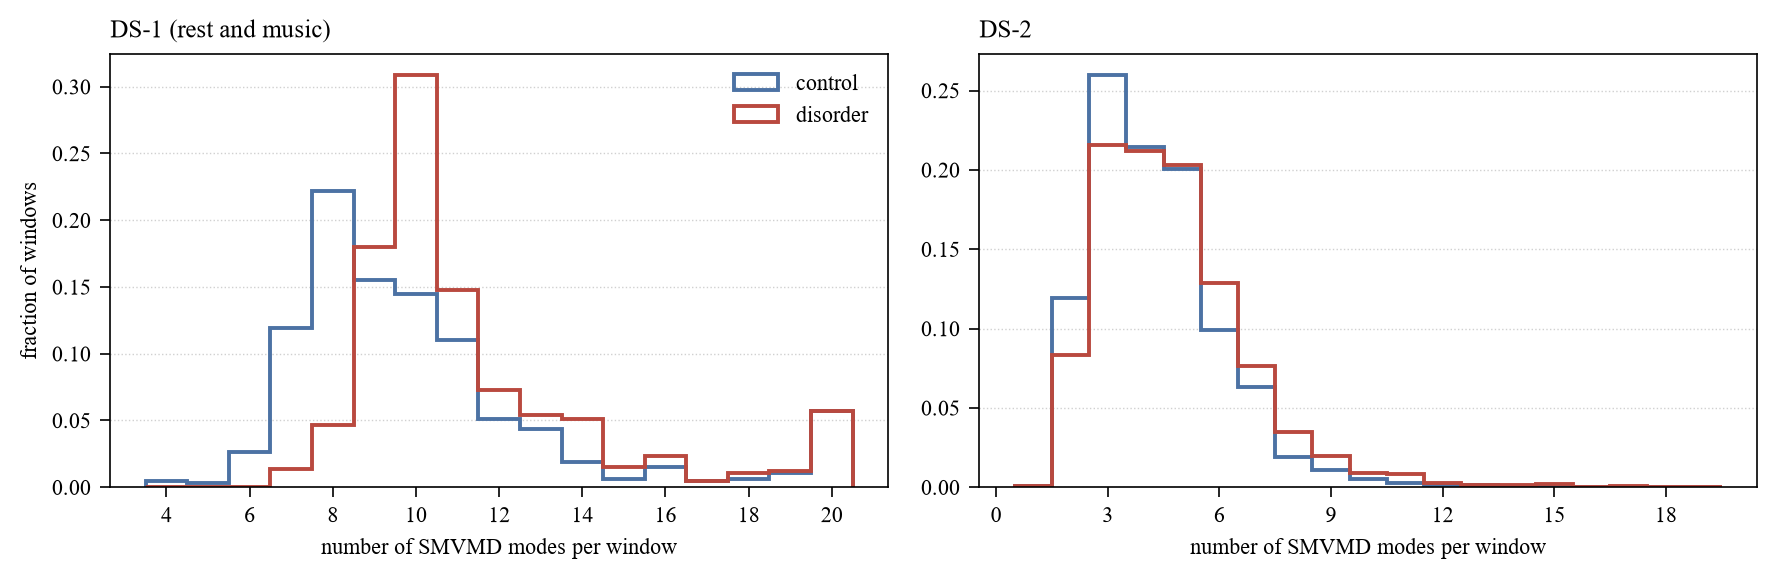 DS-1 (rest and music)
fraction of windows
0.30
0.25
0.20
0.15
0.10
0.05
0.00
control
disorder
4 6 8 10 12 14 16 18 20
number of SMVMD modes per window
DS-2
0.25
0.20
0.15
0.10
0.05
0.00
0 3 6 9 12 15 18
number of SMVMD modes per window